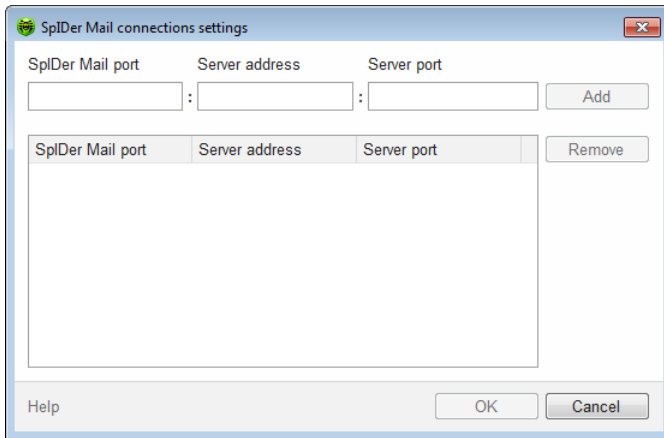 SpIDer Mail connections settings
SpIDer Mail port Server address Server port
: : Add
SpIDer Mail port Server address Server port Remove
Help OK Cancel